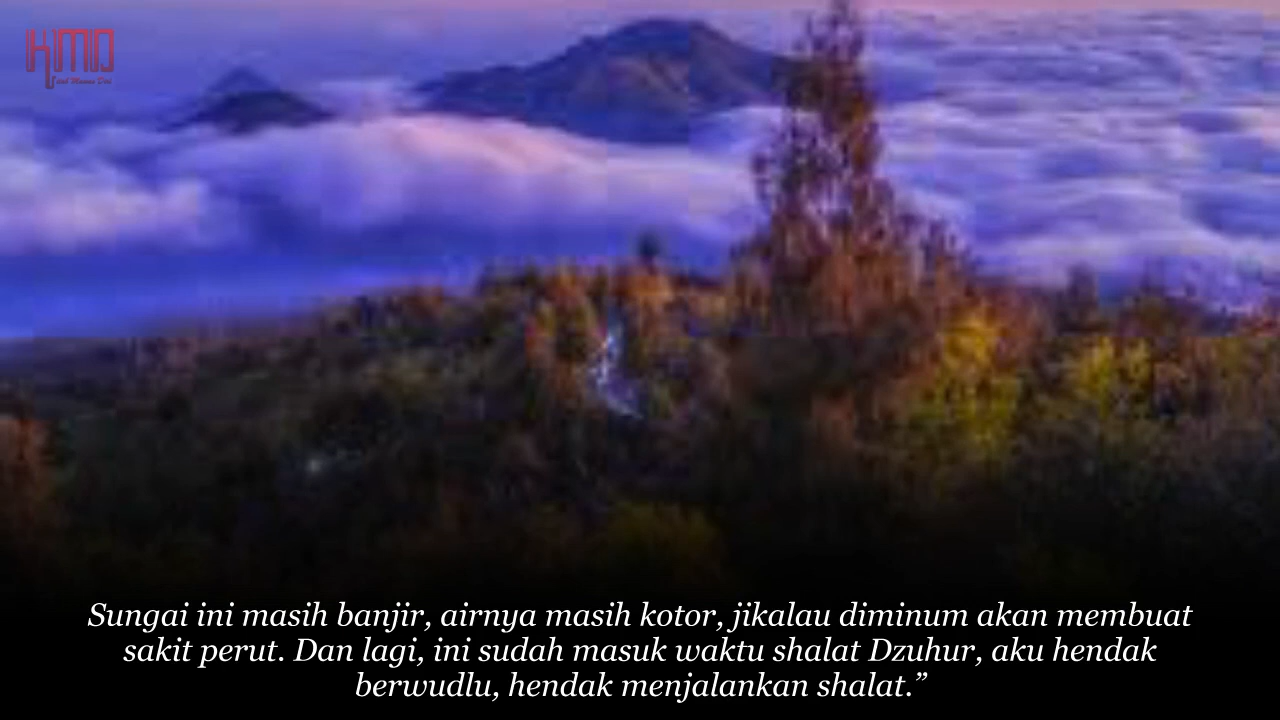 KMD
Sungai ini masih banjir, airnya masih kotor, jikalau diminum akan membuat
sakit perut. Dan lagi, ini sudah masuk waktu shalat Dzuhur, aku hendak
berwudlu, hendak menjalankan shalat.”